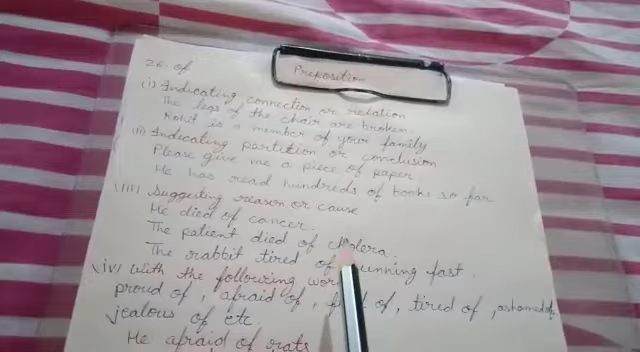 Preposition
26. of
(i) Indicating connection or relation
The legs of the chair are broken.
Rohit is a member of your family
(ii) Indicating partition or conclusion
Please give me a piece of paper.
He has read hundreds of books so far
(iii) Suggesting reason or cause
He died of cancer.
The patient died of cholera.
The rabbit tired of running fast.
(iv) With the following
proud of, afraid of, of, tired of, ashamed of
jealous of etc
He afraid of rats